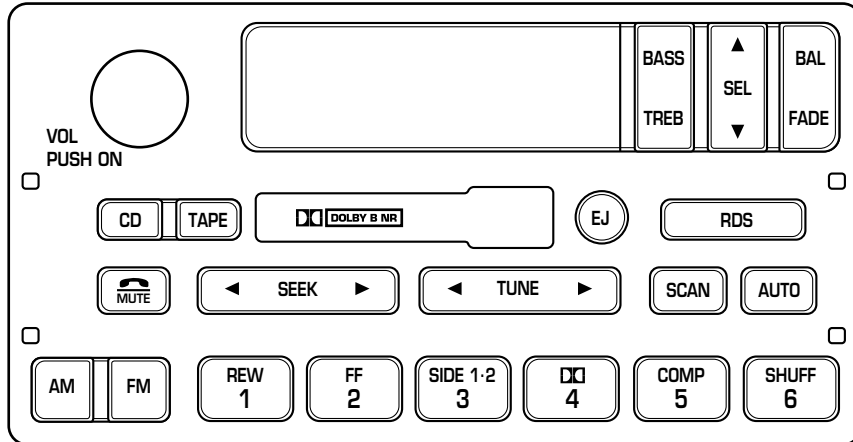 BASS SEL BAL
TREB FADE
VOL
PUSH ON
CD TAPE DOLBY B NR EJ RDS
MUTE SEEK TUNE SCAN AUTO
AM FM
REW FF SIDE 1·2 COMP SHUFF
1 2 3 4 5 6